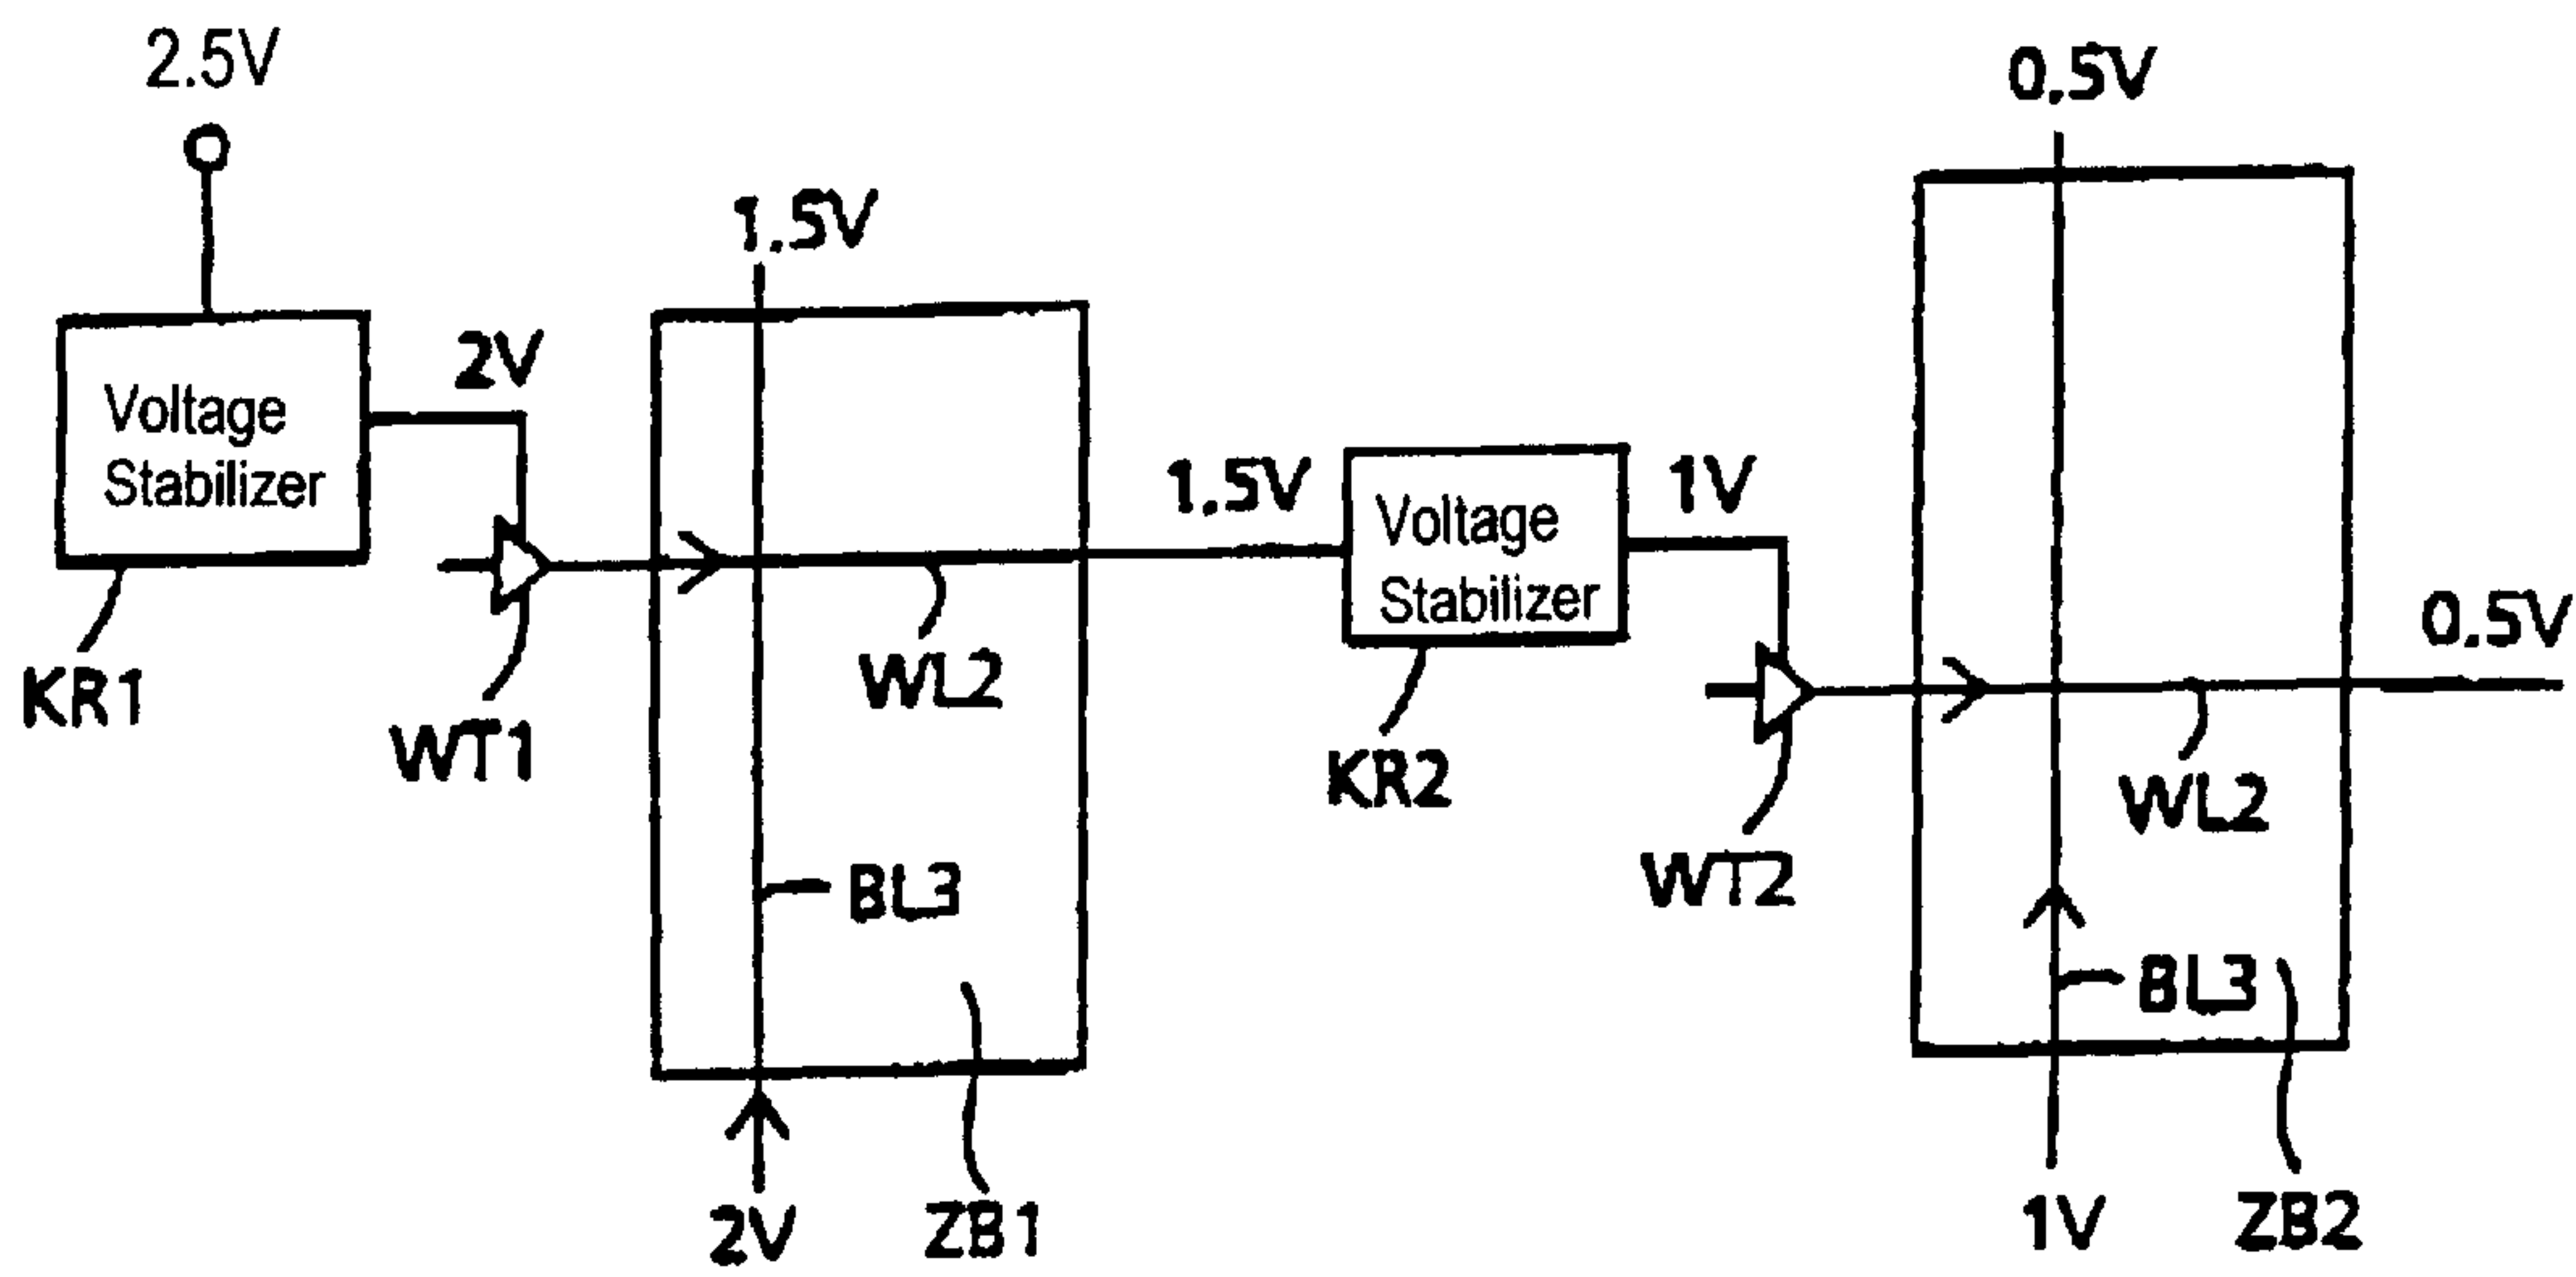 2.5V
0.5V
1.5V
2V
Voltage
Stabilizer
1.5V
1V
Voltage
Stabilizer
0.5V
KR1
WT1
WL2
KR2
WL2
WT2
BL3
BL3
2V
ZB1
1V
ZB2